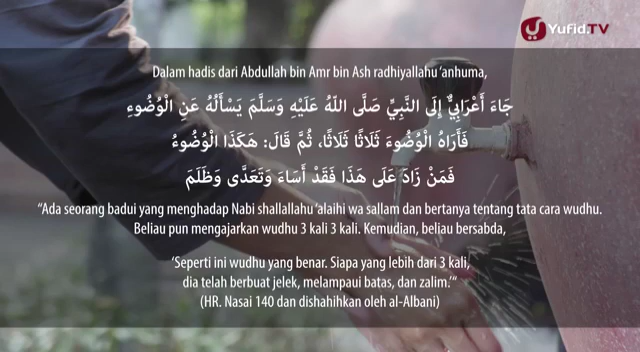 Yufid.TV
Dalam hadis dari Abdullah bin Amr bin Ash radhiyallahu ‘anhuma,
جَاءَ أَعْرَابِيٌّ إِلَى النَّبِيِّ صَلَّى اللَّهُ عَلَيْهِ وَسَلَّمَ يَسْأَلُهُ عَنِ الْوُضُوءِ
فَأَرَاهُ الْوُضُوءَ ثَلَاثًا ثَلَاثًا، ثُمَّ قَالَ: هَكَذَا الْوُضُوءُ
فَمَنْ زَادَ عَلَى هَذَا فَقَدْ أَسَاءَ وَتَعَدَّى وَظَلَمَ
“Ada seorang badui yang menghadap Nabi shallallahu ‘alaihi wa sallam dan bertanya tentang tata cara wudhu.
Beliau pun mengajarkan wudhu 3 kali 3 kali. Kemudian, beliau bersabda,
‘Seperti ini wudhu yang benar. Siapa yang lebih dari 3 kali,
dia telah berbuat jelek, melampaui batas, dan zalim.’“
(HR. Nasai 140 dan dishahihkan oleh al-Albani)